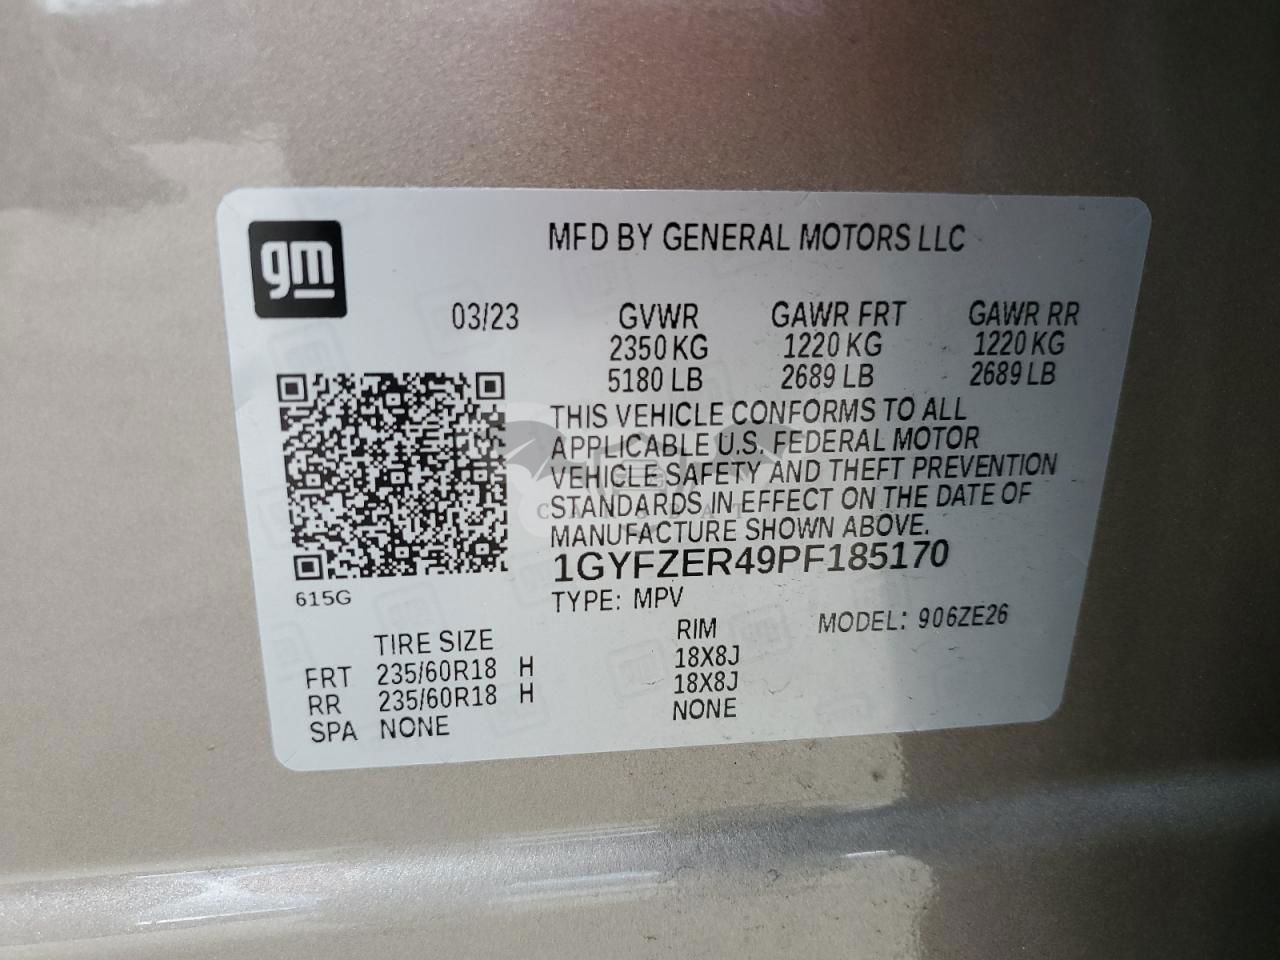 gm
MFD BY GENERAL MOTORS LLC
03/23 GVWR GAWR FRT GAWR RR
2350 KG 1220 KG 1220 KG
5180 LB 2689 LB 2689 LB
THIS VEHICLE CONFORMS TO ALL
APPLICABLE U.S. FEDERAL MOTOR
VEHICLE SAFETY AND THEFT PREVENTION
STANDARDS IN EFFECT ON THE DATE OF
MANUFACTURE SHOWN ABOVE.
1GYFZER49PF185170
615G
TYPE: MPV MODEL: 906ZE26
TIRE SIZE RIM
FRT 235/60R18 H 18X8J
RR 235/60R18 H 18X8J
SPA NONE NONE